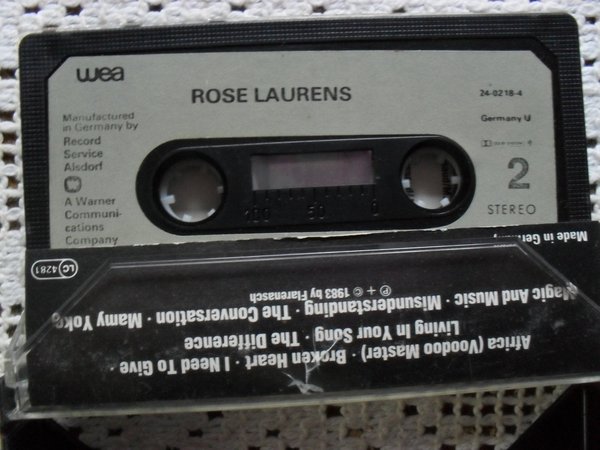 wea
ROSE LAURENS
24-0218-4
Manufactured
in Germany by
Record
Service
Alsdorf
A Warner
Communi-
cations
Company
Germany U
2
STEREO
100 50 0
Africa (Voodoo Master) · Broken Heart · I Need To Give ·
Living In Your Song · The Difference
Magic And Music · Misunderstanding · The Conversation · Mamy Yoko
℗ + © 1983 by Flarenasch
LC 4281
Made in Germany